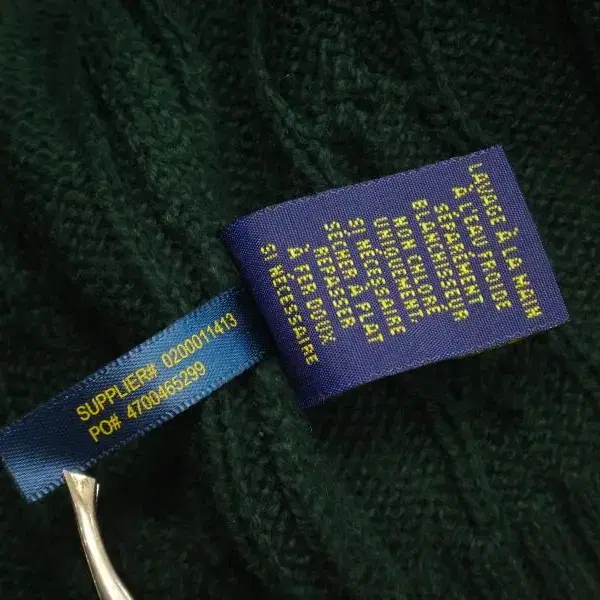 LAVAGE À LA MAIN
À L'EAU FROIDE
SÉPARÉMENT
BLANCHISSEUR
NON CHLORÉ
UNIQUEMENT
SI NÉCESSAIRE
SÉCHER À PLAT
REPASSER
À FER DOUX
SI NÉCESSAIRE
SUPPLIER# 0200011413
PO# 4700465299